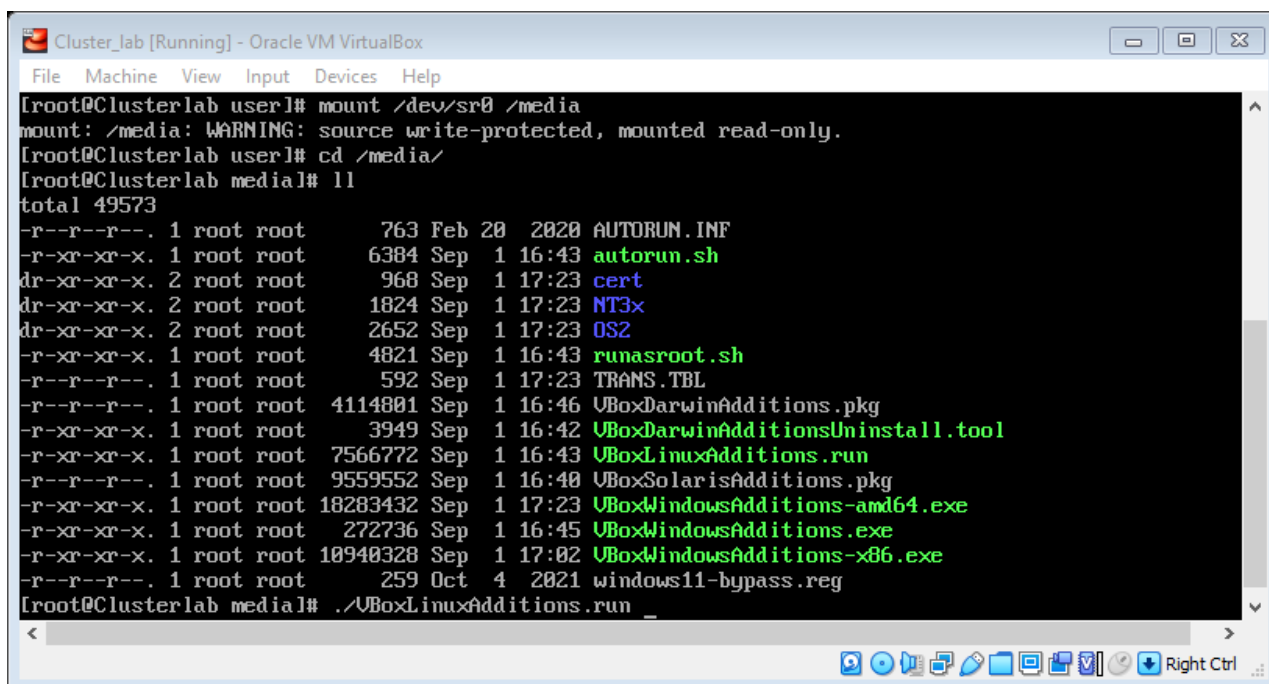 Cluster_lab [Running] - Oracle VM VirtualBox
File Machine View Input Devices Help
[root@Clusterlab user]# mount /dev/sr0 /media
mount: /media: WARNING: source write-protected, mounted read-only.
[root@Clusterlab user]# cd /media/
[root@Clusterlab media]# ll
total 49573
-r--r--r--. 1 root root 763 Feb 20 2020 AUTORUN.INF
-r-xr-xr-x. 1 root root 6384 Sep 1 16:43 autorun.sh
dr-xr-xr-x. 2 root root 968 Sep 1 17:23 cert
dr-xr-xr-x. 2 root root 1824 Sep 1 17:23 NT3x
dr-xr-xr-x. 2 root root 2652 Sep 1 17:23 OS2
-r-xr-xr-x. 1 root root 4821 Sep 1 16:43 runasroot.sh
-r--r--r--. 1 root root 592 Sep 1 17:23 TRANS.TBL
-r--r--r--. 1 root root 4114801 Sep 1 16:46 VBoxDarwinAdditions.pkg
-r-xr-xr-x. 1 root root 3949 Sep 1 16:42 VBoxDarwinAdditionsUninstall.tool
-r-xr-xr-x. 1 root root 7566772 Sep 1 16:43 VBoxLinuxAdditions.run
-r--r--r--. 1 root root 9559552 Sep 1 16:40 VBoxSolarisAdditions.pkg
-r-xr-xr-x. 1 root root 18283432 Sep 1 17:23 VBoxWindowsAdditions-amd64.exe
-r-xr-xr-x. 1 root root 272736 Sep 1 16:45 VBoxWindowsAdditions.exe
-r-xr-xr-x. 1 root root 10940328 Sep 1 17:02 VBoxWindowsAdditions-x86.exe
-r--r--r--. 1 root root 259 Oct 4 2021 windows11-bypass.reg
[root@Clusterlab media]# ./VBoxLinuxAdditions.run _
Right Ctrl